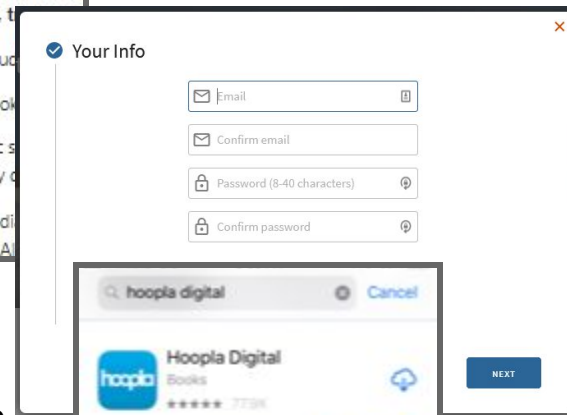 Your Info
Email
Confirm email
Password (8-40 characters)
Confirm password
hoopla digital
Cancel
Hoopla Digital
hoopla
Books
NEXT